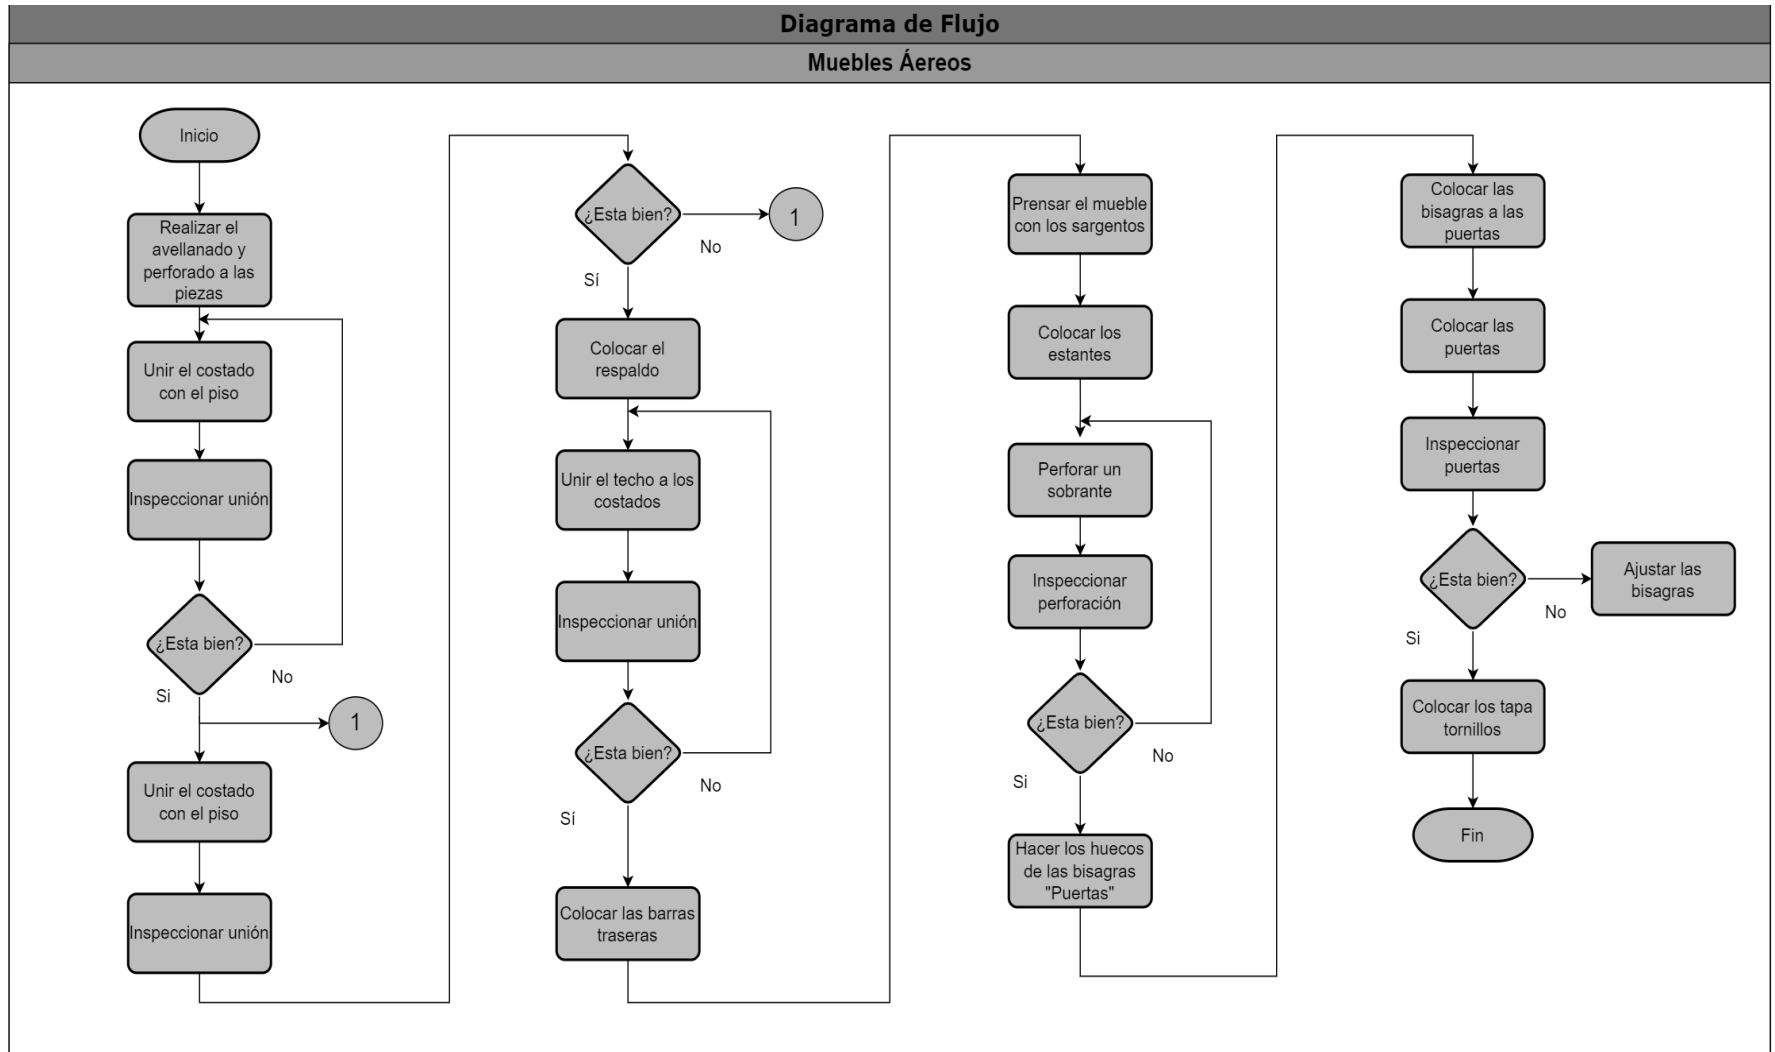 Diagrama de Flujo
Muebles Áereos
Inicio
Realizar el
avellanado y
perforado a las
piezas
Unir el costado
con el piso
Inspeccionar unión
¿Esta bien?
No
Si
1
Unir el costado
con el piso
Inspeccionar unión
¿Esta bien?
1
No
Sí
Colocar el
respaldo
Unir el techo a los
costados
Inspeccionar unión
¿Esta bien?
No
Sí
Colocar las barras
traseras
Prensar el mueble
con los sargentos
Colocar los
estantes
Perforar un
sobrante
Inspeccionar
perforación
¿Esta bien?
No
Si
Hacer los huecos
de las bisagras
"Puertas"
Colocar las
bisagras a las
puertas
Colocar las
puertas
Inspeccionar
puertas
¿Esta bien?
No
Ajustar las
bisagras
Si
Colocar los tapa
tornillos
Fin